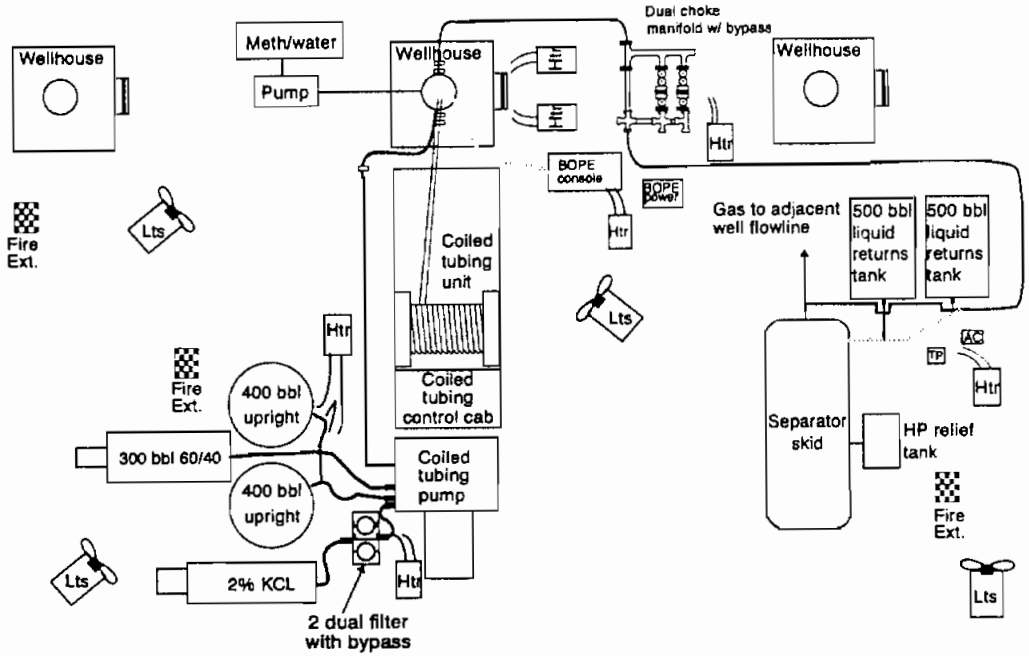 Dual choke
manifold w/ bypass
Meth/water
Pump
Wellhouse
Wellhouse
Wellhouse
Htr
Htr
Htr
BOPE
console
BOPE
power
Htr
Fire
Ext.
Lts
Coiled
tubing
unit
Gas to adjacent
well flowline
500 bbl
liquid
returns
tank
500 bbl
liquid
returns
tank
Lts
Htr
TP
AC
Htr
Fire
Ext.
400 bbl
upright
Coiled
tubing
control cab
Separator
skid
HP relief
tank
300 bbl 60/40
Coiled
tubing
pump
400 bbl
upright
Fire
Ext.
Lts
2% KCL
Htr
Lts
2 dual filter
with bypass